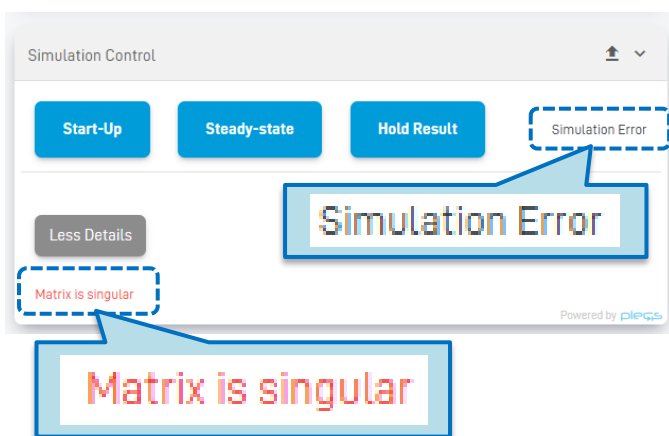 Simulation Control
Start-Up
Steady-state
Hold Result
Simulation Error
Simulation Error
Less Details
Matrix is singular
Powered by plecs
Matrix is singular